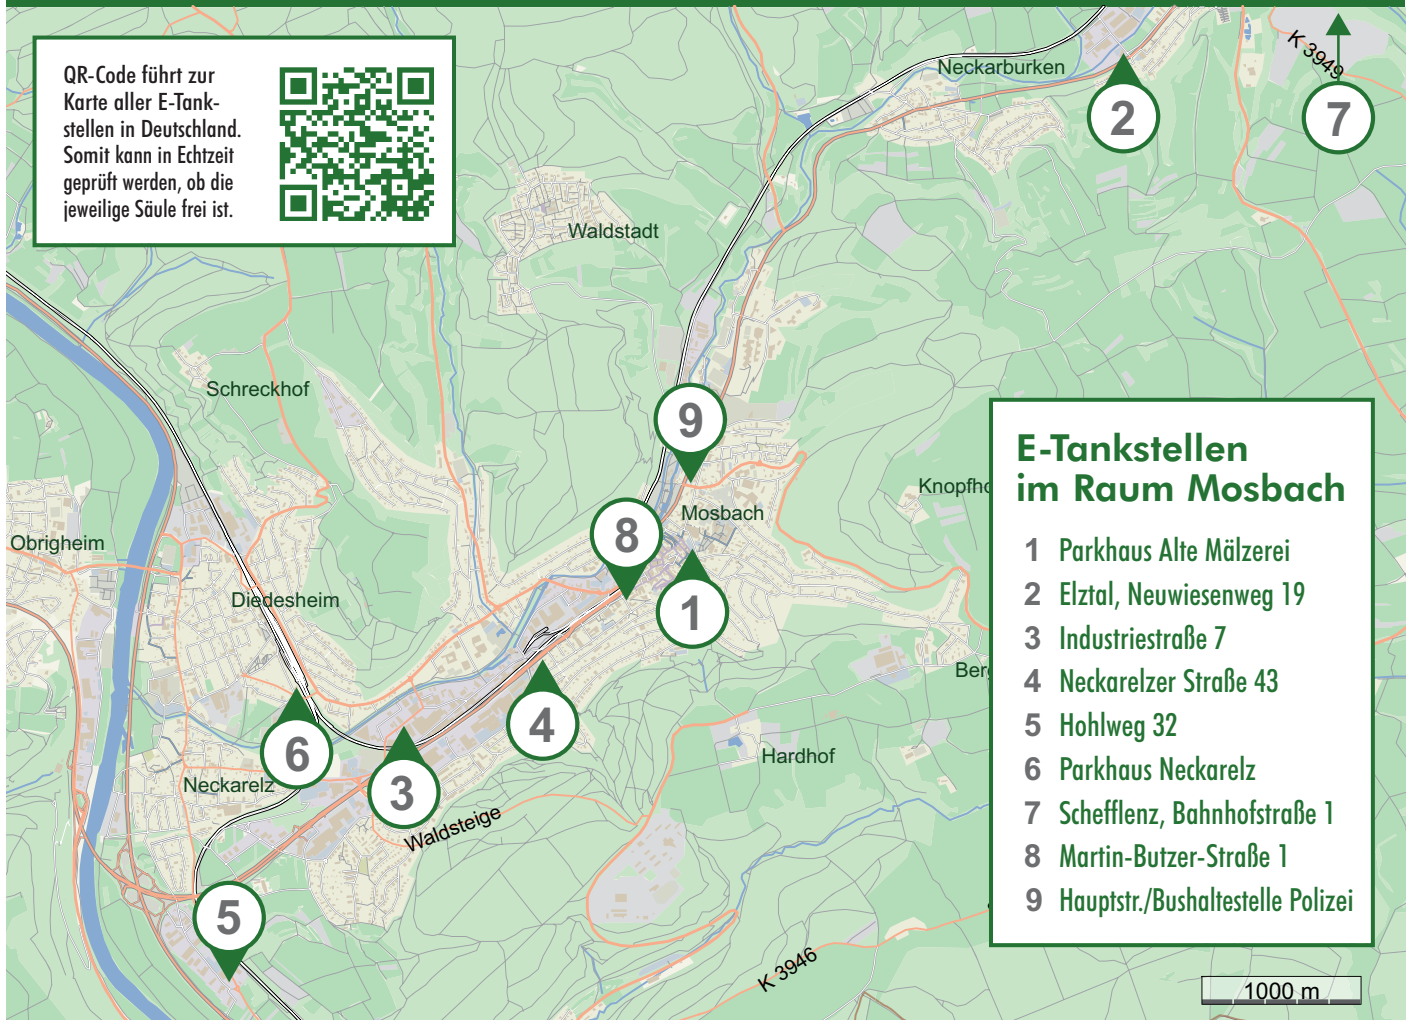 QR-Code führt zur
Karte aller E-Tank-
stellen in Deutschland.
Somit kann in Echtzeit
geprüft werden, ob die
jeweilige Säule frei ist.
Neckarburken
K 3949
2
7
Waldstadt
Schreckhof
9
Knopfho
Mosbach
8
Obrigheim
Diedesheim
1
Berg
4
6
Hardhof
Neckarelz
3
Waldsteige
5
K 3946
E-Tankstellen
im Raum Mosbach
1 Parkhaus Alte Mälzerei
2 Elztal, Neuwiesenweg 19
3 Industriestraße 7
4 Neckarelzer Straße 43
5 Hohlweg 32
6 Parkhaus Neckarelz
7 Schefflenz, Bahnhofstraße 1
8 Martin-Butzer-Straße 1
9 Hauptstr./Bushaltestelle Polizei
1000 m